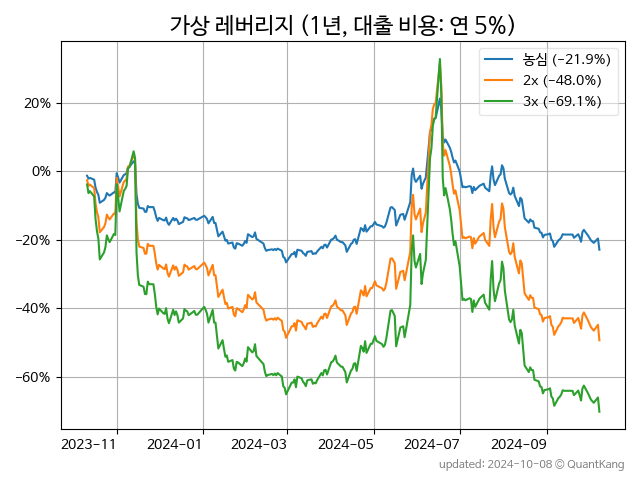 가상 레버리지 (1년, 대출 비용: 연 5%)
농심 (−21.9%)
2x (−48.0%)
3x (−69.1%)
20%
0%
−20%
−40%
−60%
2023-11 2024-01 2024-03 2024-05 2024-07 2024-09
updated: 2024-10-08 © QuantKang